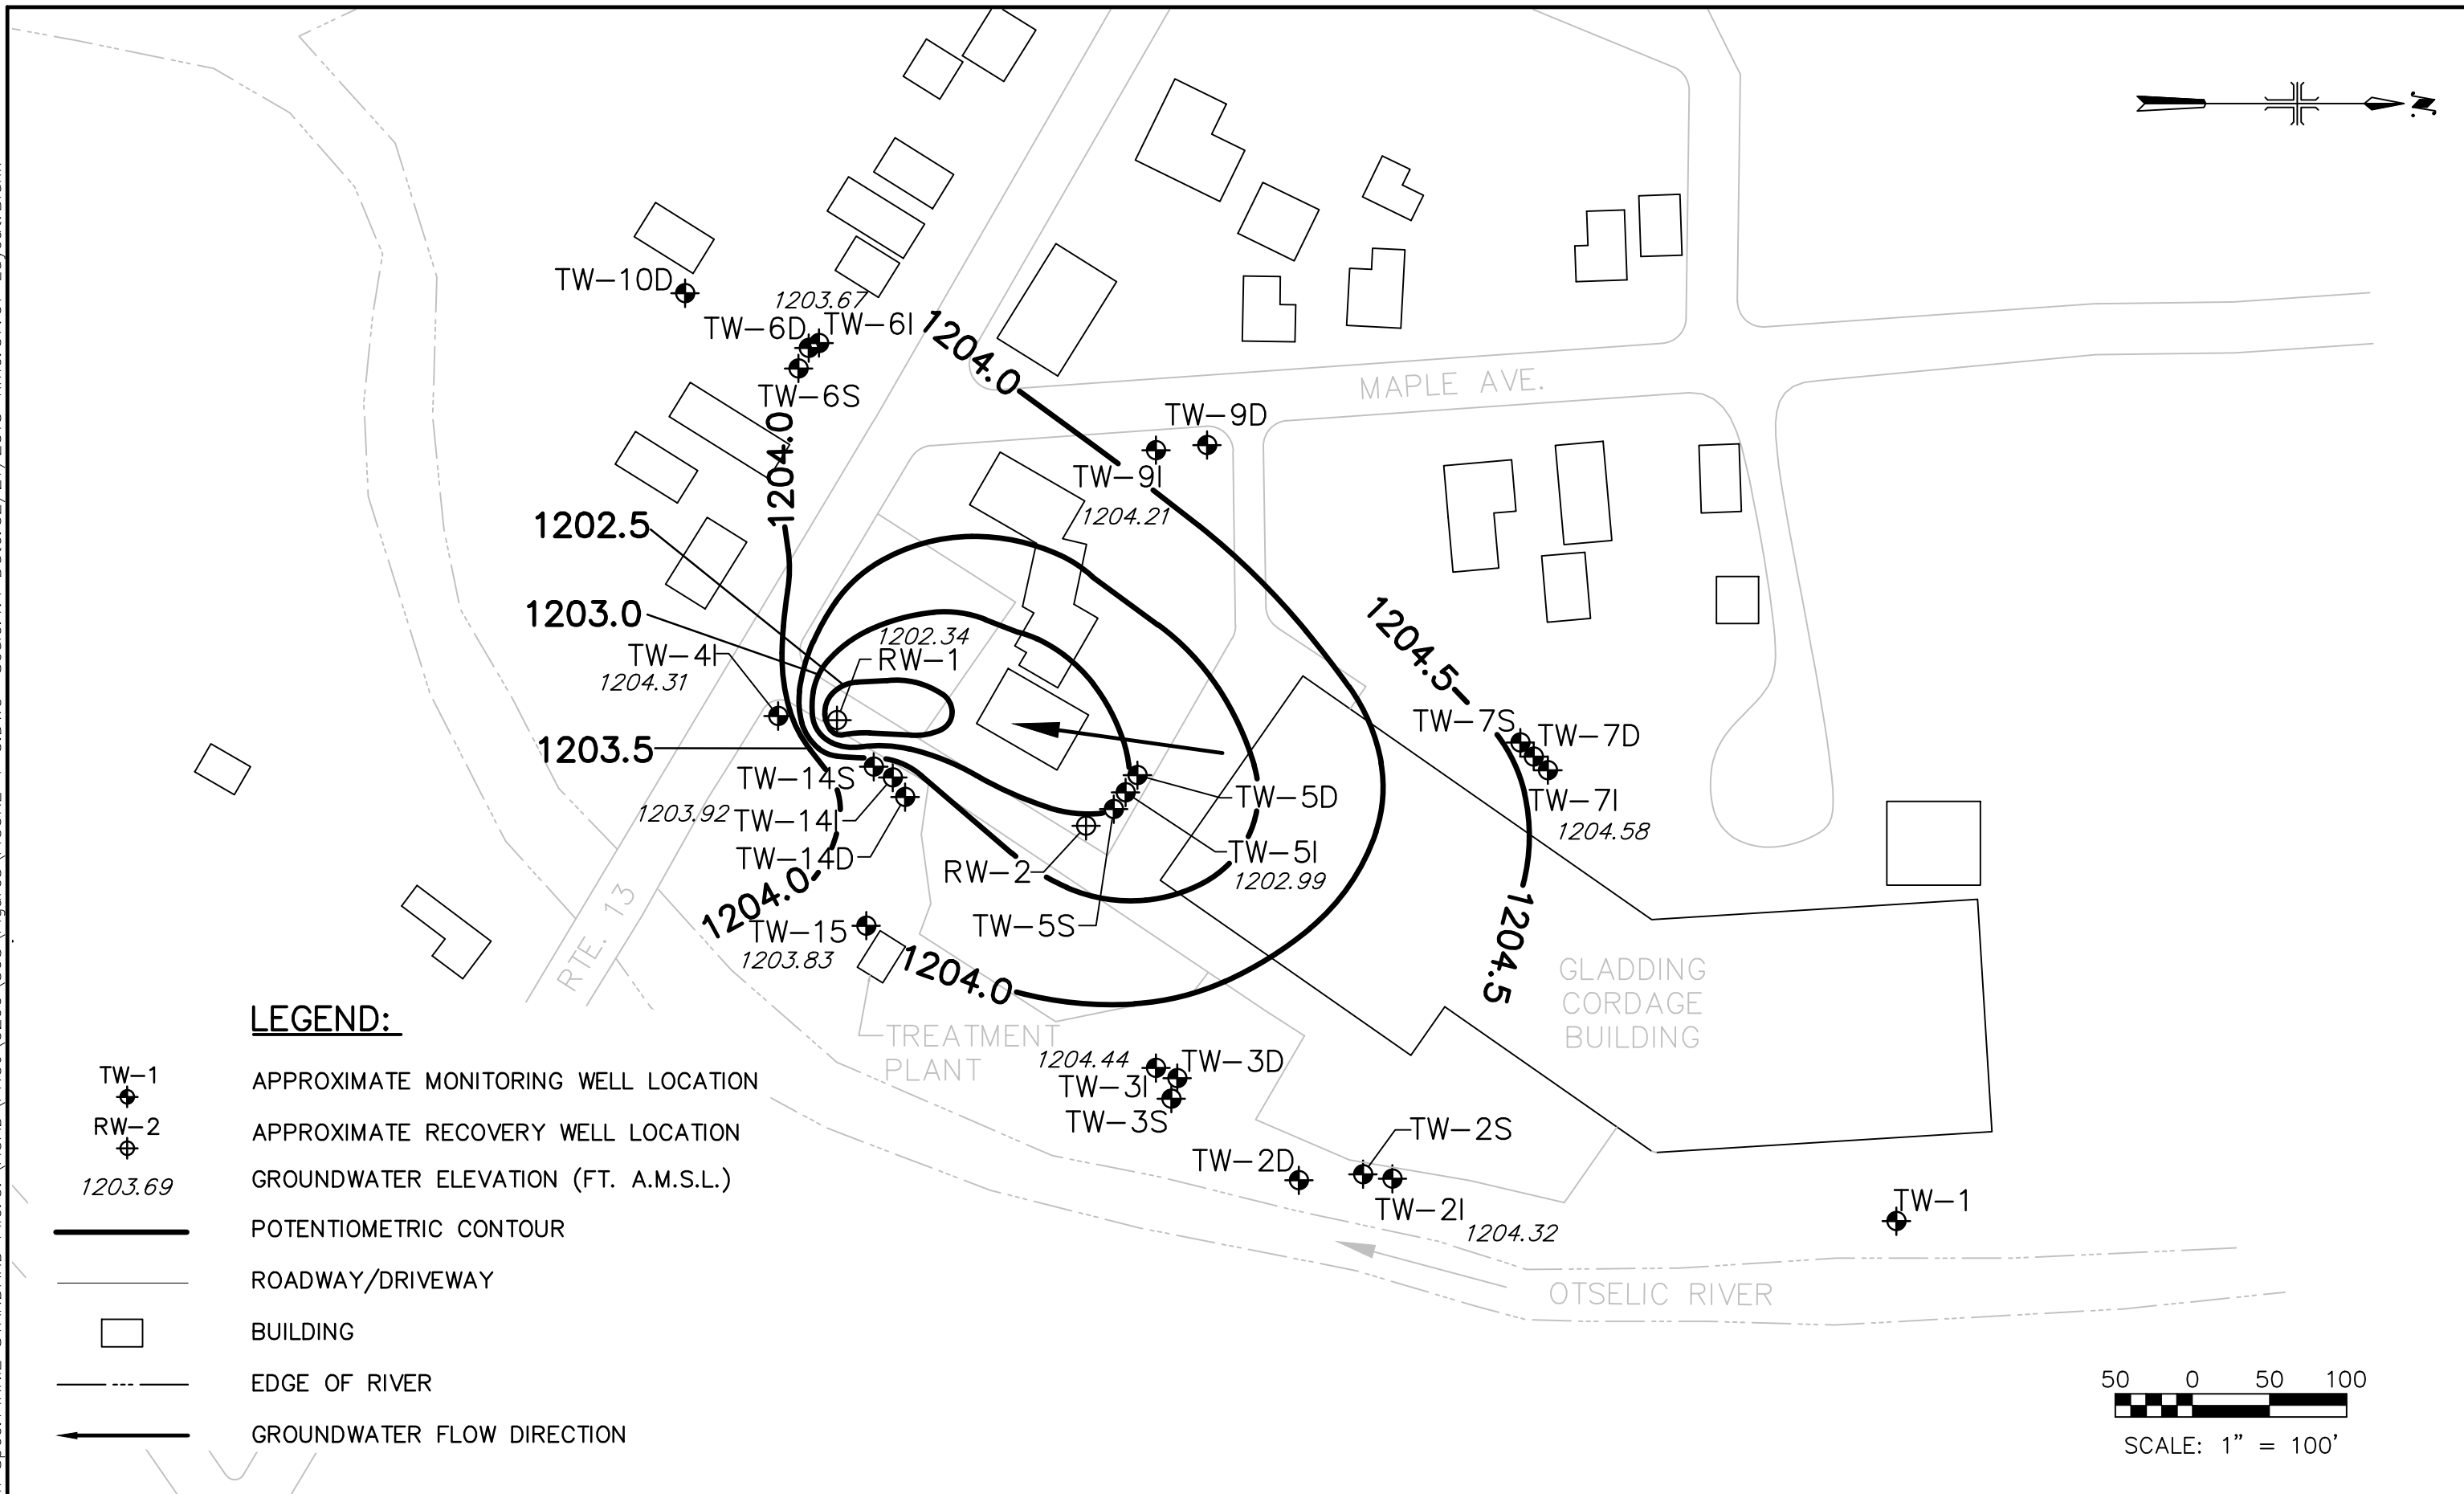 N.
TW-10D
1203.67
TW-6D
TW-6I
TW-6S
1204.0
1204.0
MAPLE AVE.
TW-9D
TW-9I
1204.21
1202.5
1203.0
1202.34
RW-1
TW-4I
1204.31
1203.5
1204.5
TW-7S
TW-7D
TW-7I
1204.58
TW-14S
1203.92
TW-14I
TW-14D
TW-5D
TW-5I
1202.99
RW-2
TW-5S
1204.0
TW-15
1203.83
1204.0
1204.5
RTE. 13
GLADDING
CORDAGE
BUILDING
TREATMENT
PLANT
1204.44
TW-3D
TW-3I
TW-3S
TW-2S
TW-2D
TW-2I
1204.32
TW-1
OTSELIC RIVER
LEGEND:
TW-1
APPROXIMATE MONITORING WELL LOCATION
RW-2
APPROXIMATE RECOVERY WELL LOCATION
1203.69
GROUNDWATER ELEVATION (FT. A.M.S.L.)
POTENTIOMETRIC CONTOUR
ROADWAY/DRIVEWAY
BUILDING
EDGE OF RIVER
GROUNDWATER FLOW DIRECTION
50 0 50 100
SCALE: 1" = 100'